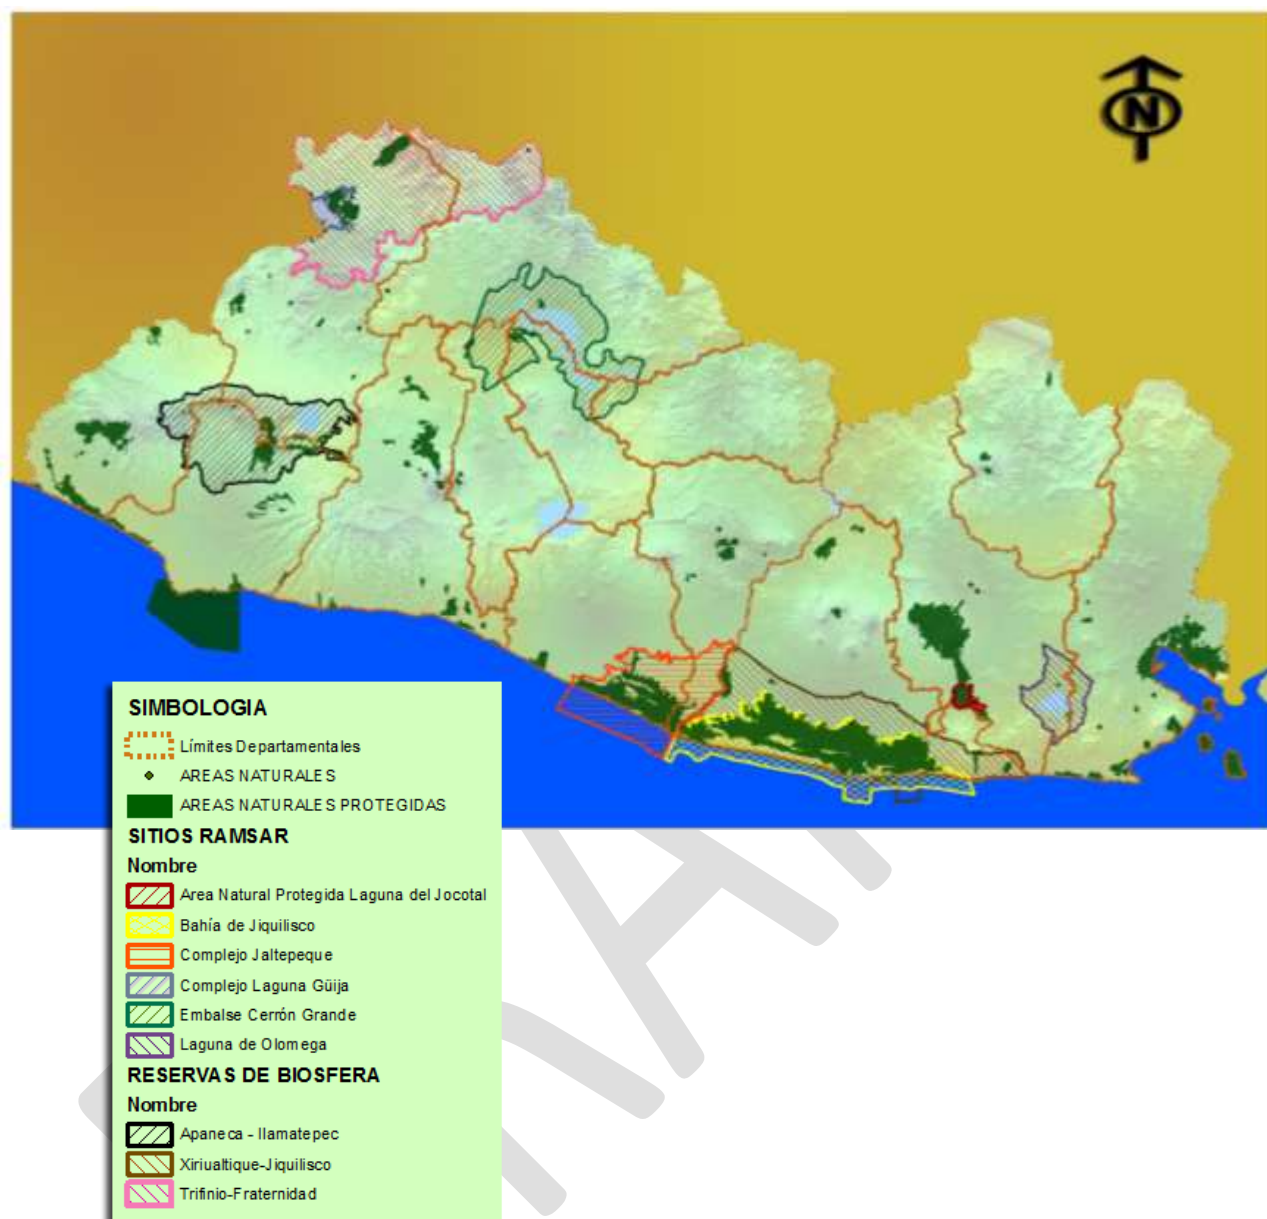 N
SIMBOLOGIA
Límites Departamentales
AREAS NATURALES
AREAS NATURALES PROTEGIDAS
SITIOS RAMSAR
Nombre
Area Natural Protegida Laguna del Jocotal
Bahía de Jiquilisco
Complejo Jaltepeque
Complejo Laguna Güija
Embalse Cerrón Grande
Laguna de Olomega
RESERVAS DE BIOSFERA
Nombre
Apaneca - Ilamatepec
Xiriualtique-Jiquilisco
Trifinio-Fraternidad